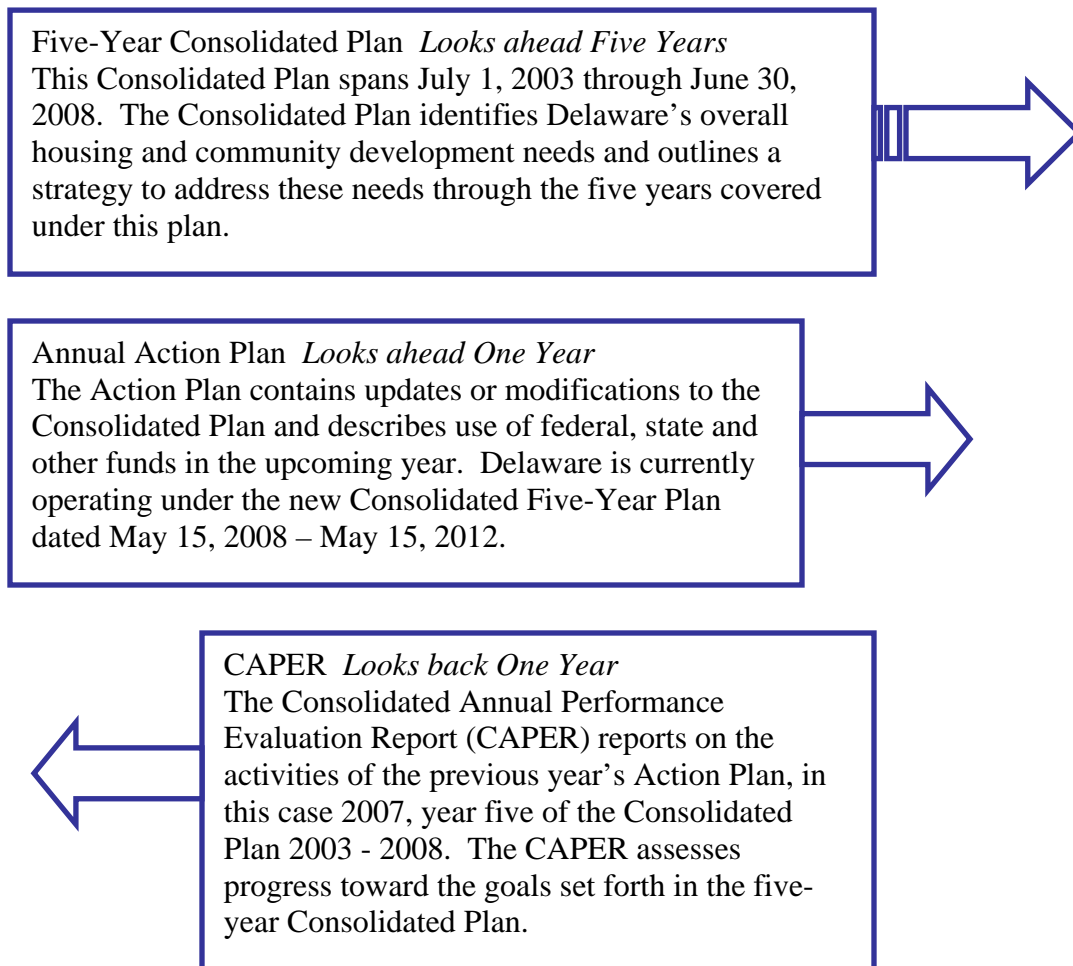 Five-Year Consolidated Plan Looks ahead Five Years
This Consolidated Plan spans July 1, 2003 through June 30,
2008. The Consolidated Plan identifies Delaware’s overall
housing and community development needs and outlines a
strategy to address these needs through the five years covered
under this plan.
Annual Action Plan Looks ahead One Year
The Action Plan contains updates or modifications to the
Consolidated Plan and describes use of federal, state and
other funds in the upcoming year. Delaware is currently
operating under the new Consolidated Five-Year Plan
dated May 15, 2008 – May 15, 2012.
CAPER Looks back One Year
The Consolidated Annual Performance
Evaluation Report (CAPER) reports on the
activities of the previous year’s Action Plan, in
this case 2007, year five of the Consolidated
Plan 2003 - 2008. The CAPER assesses
progress toward the goals set forth in the five-
year Consolidated Plan.